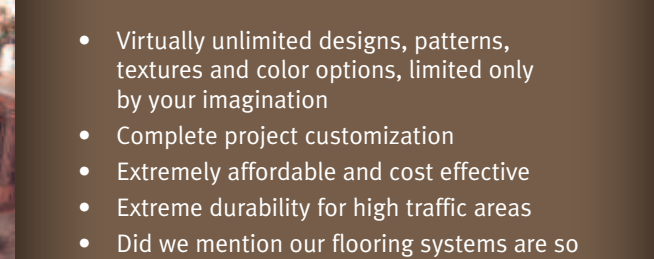 • Virtually unlimited designs, patterns,
textures and color options, limited only
by your imagination
• Complete project customization
• Extremely affordable and cost effective
• Extreme durability for high traffic areas
• Did we mention our flooring systems are so